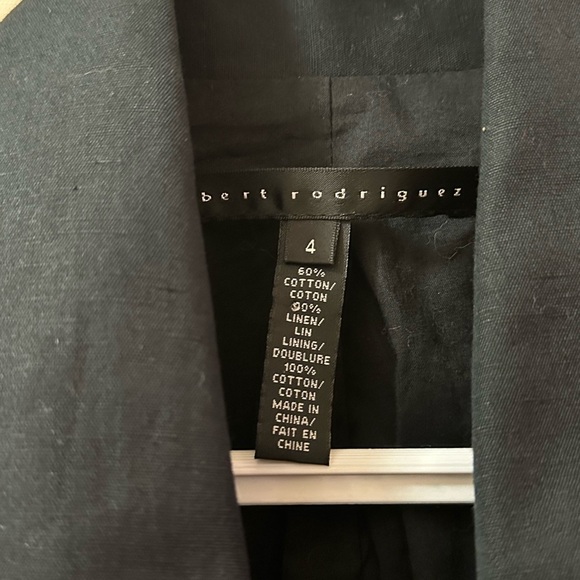 bert rodriguez
4
60%
COTTON/
COTON
90%
LINEN/
LIN
LINING/
DOUBLURE
100%
COTTON/
COTON
MADE IN
CHINA/
FAIT EN
CHINE